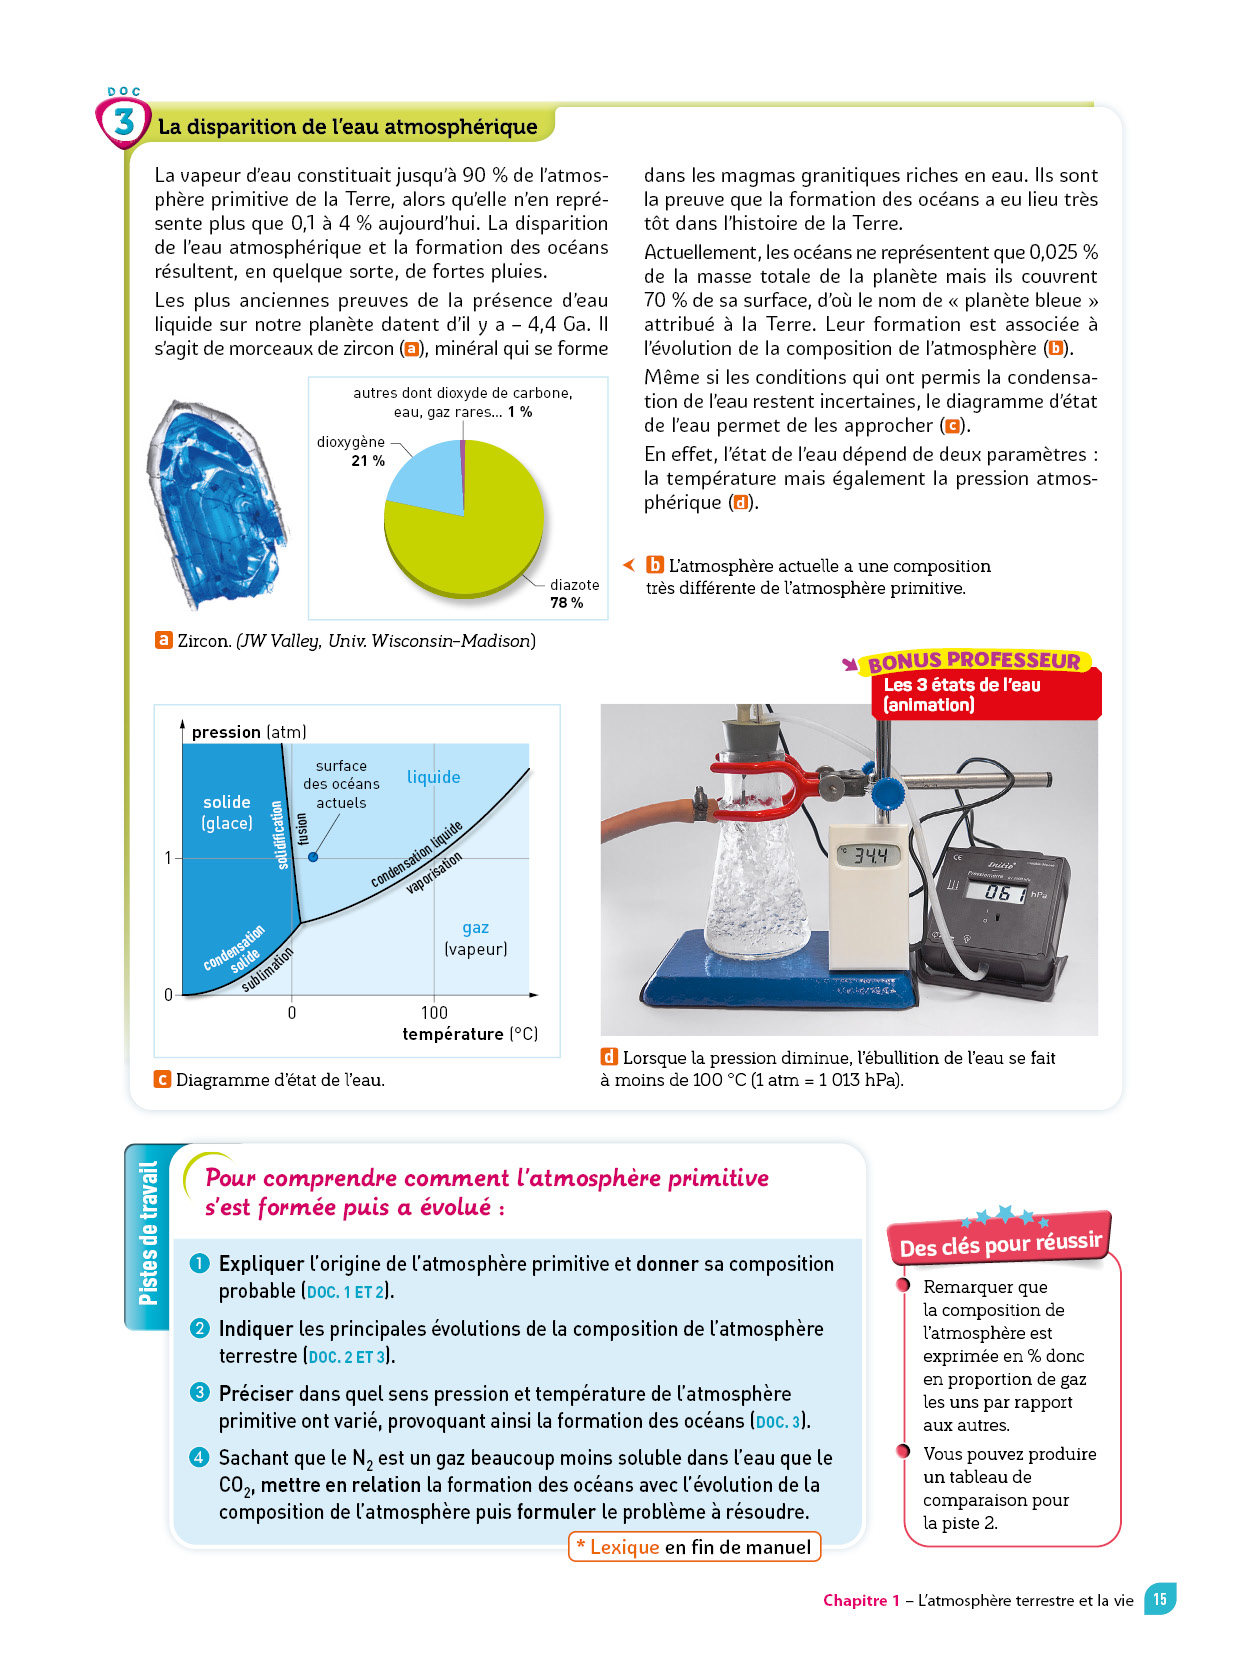 DOC
3
La disparition de l'eau atmosphérique
La vapeur d'eau constituait jusqu'à 90 % de l'atmos-
phère primitive de la Terre, alors qu'elle n'en repré-
sente plus que 0,1 à 4 % aujourd'hui. La disparition
de l'eau atmosphérique et la formation des océans
résultent, en quelque sorte, de fortes pluies.
Les plus anciennes preuves de la présence d'eau
liquide sur notre planète datent d'il y a – 4,4 Ga. Il
s'agit de morceaux de zircon (a), minéral qui se forme
dans les magmas granitiques riches en eau. Ils sont
la preuve que la formation des océans a eu lieu très
tôt dans l'histoire de la Terre.
Actuellement, les océans ne représentent que 0,025 %
de la masse totale de la planète mais ils couvrent
70 % de sa surface, d'où le nom de « planète bleue »
attribué à la Terre. Leur formation est associée à
l'évolution de la composition de l'atmosphère (b).
Même si les conditions qui ont permis la condensa-
tion de l'eau restent incertaines, le diagramme d'état
de l'eau permet de les approcher (c).
En effet, l'état de l'eau dépend de deux paramètres :
la température mais également la pression atmos-
phérique (d).
autres dont dioxyde de carbone,
eau, gaz rares... 1 %
dioxygène
21 %
diazote
78 %
b L'atmosphère actuelle a une composition
très différente de l'atmosphère primitive.
a Zircon. (JW Valley, Univ. Wisconsin-Madison)
BONUS PROFESSEUR
Les 3 états de l'eau
(animation)
pression (atm)
surface
des océans
actuels
liquide
solide
(glace)
solidification
fusion
condensation liquide
vaporisation
1
gaz
(vapeur)
condensation
solide
sublimation
0
0
100
température (°C)
°C 34.4
CE
Initio
Pressiomètre
061 hPa
c Diagramme d'état de l'eau.
d Lorsque la pression diminue, l'ébullition de l'eau se fait
à moins de 100 °C (1 atm = 1 013 hPa).
Pistes de travail
Pour comprendre comment l'atmosphère primitive
s'est formée puis a évolué :
1 Expliquer l'origine de l'atmosphère primitive et donner sa composition
probable (DOC. 1 ET 2).
2 Indiquer les principales évolutions de la composition de l'atmosphère
terrestre (DOC. 2 ET 3).
3 Préciser dans quel sens pression et température de l'atmosphère
primitive ont varié, provoquant ainsi la formation des océans (DOC. 3).
4 Sachant que le N₂ est un gaz beaucoup moins soluble dans l'eau que le
CO₂, mettre en relation la formation des océans avec l'évolution de la
composition de l'atmosphère puis formuler le problème à résoudre.
* Lexique en fin de manuel
Des clés pour réussir
Remarquer que
la composition de
l'atmosphère est
exprimée en % donc
en proportion de gaz
les uns par rapport
aux autres.
Vous pouvez produire
un tableau de
comparaison pour
la piste 2.
Chapitre 1 – L'atmosphère terrestre et la vie
15